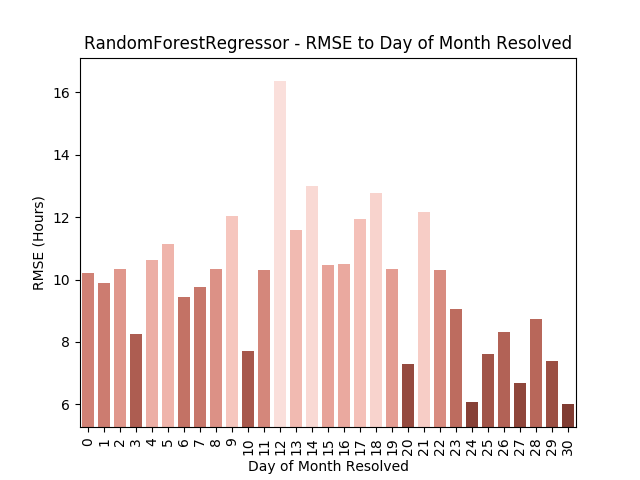 RandomForestRegressor - RMSE to Day of Month Resolved
16
14
12
10
8
6
RMSE (Hours)
0 1 2 3 4 5 6 7 8 9 10 11 12 13 14 15 16 17 18 19 20 21 22 23 24 25 26 27 28 29 30
Day of Month Resolved